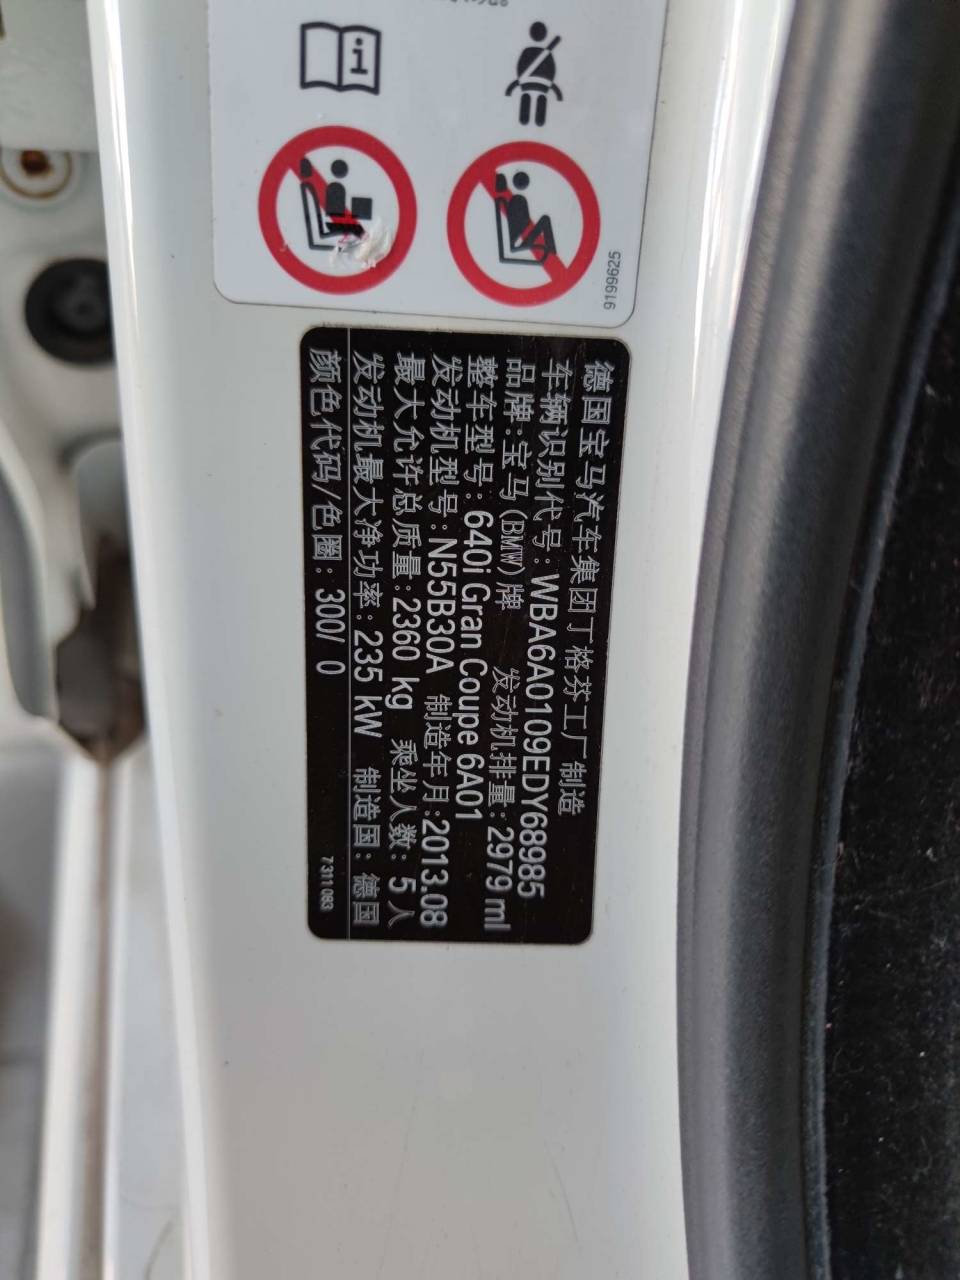 9199625
德国宝马汽车集团丁格芬工厂 制造
车辆识别代号:WBA6A0109EDY68985
品牌:宝马(BMW)牌 发动机排量:2979 ml
整车型号:640i Gran Coupe 6A01
发动机型号:N55B30A 制造年月:2013.08
最大允许总质量:2360 kg 乘坐人数: 5 人
发动机最大净功率:235 kW 制造国: 德国
颜色代码/色圈: 300/ 0
7311083